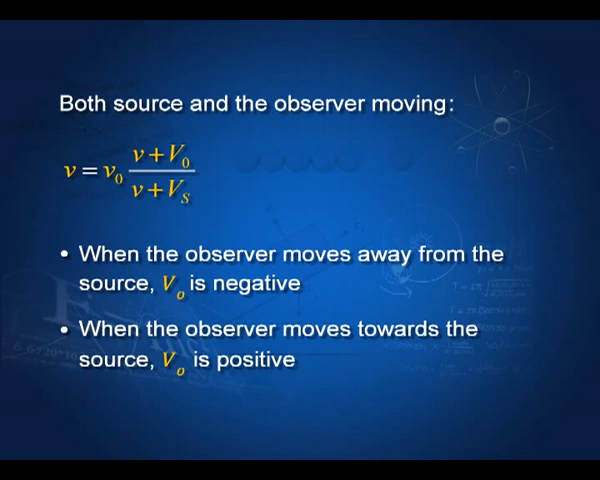 Both source and the observer moving:
v = v₀ (v + V₀) / (v + V_S)
• When the observer moves away from the
source, Vₒ is negative
• When the observer moves towards the
source, Vₒ is positive